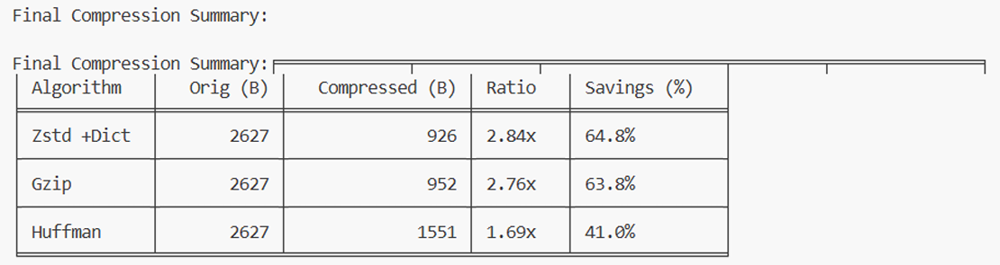 Final Compression Summary:
Final Compression Summary:
Algorithm Orig (B) Compressed (B) Ratio Savings (%)
Zstd +Dict 2627 926 2.84x 64.8%
Gzip 2627 952 2.76x 63.8%
Huffman 2627 1551 1.69x 41.0%